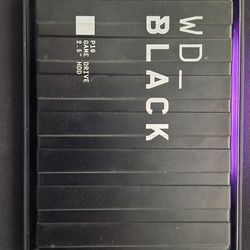 WD_
BLACK
P10
GAME DRIVE
2.5" HDD